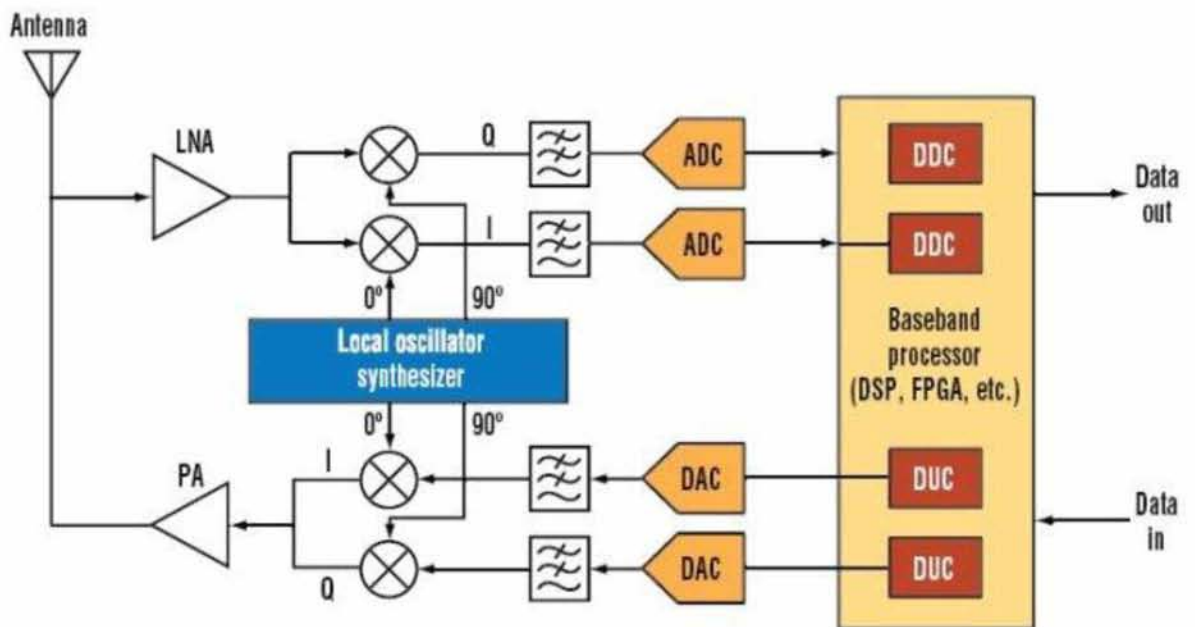 Antenna
LNA
Q
ADC
DDC
Data
out
I
ADC
DDC
0º
90º
Local oscillator
synthesizer
Baseband
processor
(DSP, FPGA, etc.)
0º
90º
I
PA
DAC
DUC
Data
in
Q
DAC
DUC